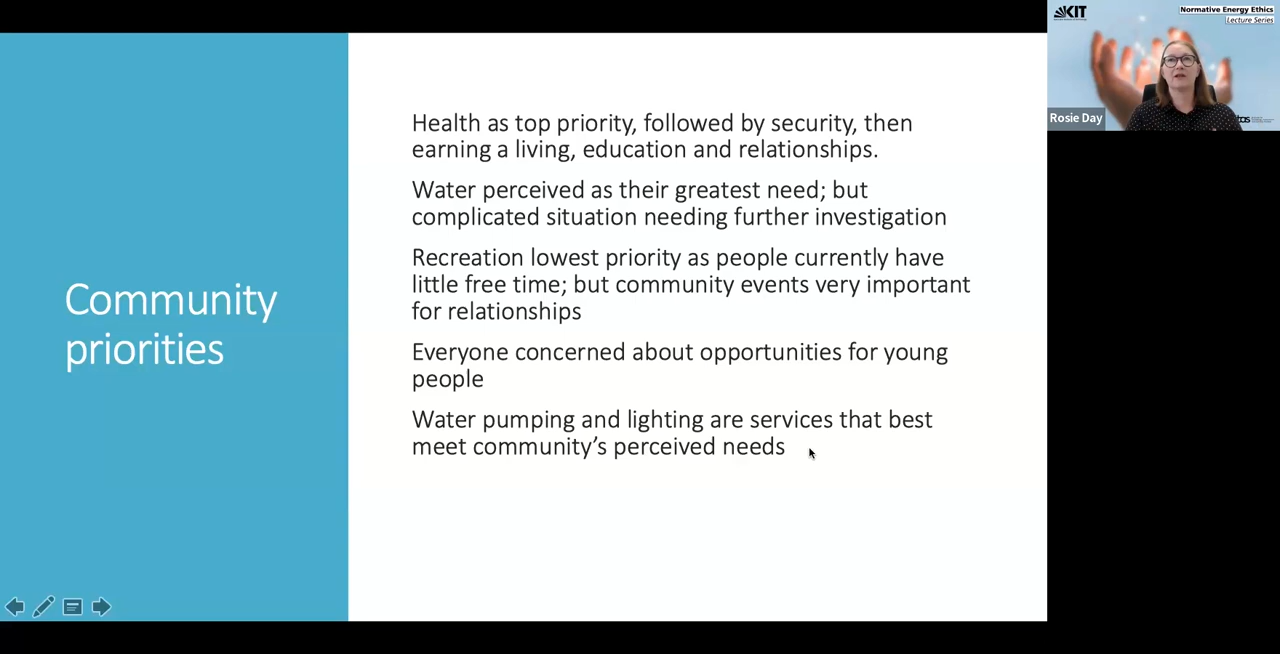 Community
priorities
Health as top priority, followed by security, then
earning a living, education and relationships.
Water perceived as their greatest need; but
complicated situation needing further investigation
Recreation lowest priority as people currently have
little free time; but community events very important
for relationships
Everyone concerned about opportunities for young
people
Water pumping and lighting are services that best
meet community’s perceived needs
KIT
Normative Energy Ethics
Lecture Series
Rosie Day